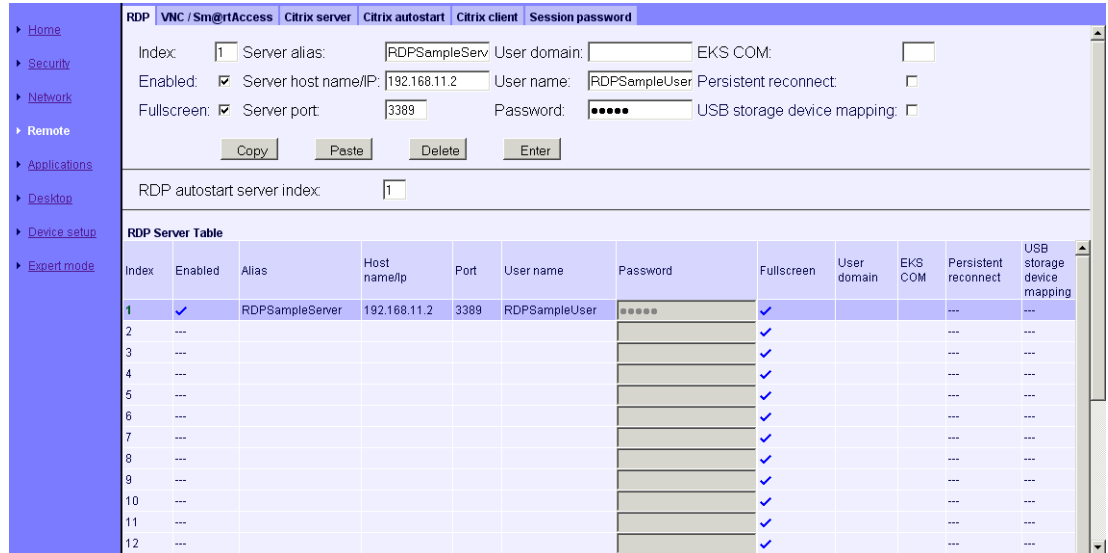 Home
Security
Network
Remote
Applications
Desktop
Device setup
Expert mode
RDP VNC / Sm@rtAccess Citrix server Citrix autostart Citrix client Session password
Index: 1 Server alias: RDPSampleServ User domain: EKS COM:
Enabled: Server host name/IP: 192.168.11.2 User name: RDPSampleUser Persistent reconnect:
Fullscreen: Server port: 3389 Password: ●●●●● USB storage device mapping:
Copy Paste Delete Enter
RDP autostart server index: 1
RDP Server Table
Index Enabled Alias Host name/Ip Port User name Password Fullscreen User domain EKS COM Persistent reconnect USB storage device mapping
1 ✓ RDPSampleServer 192.168.11.2 3389 RDPSampleUser ●●●●● ✓ --- ---
2 --- ✓ --- ---
3 --- ✓ --- ---
4 --- ✓ --- ---
5 --- ✓ --- ---
6 --- ✓ --- ---
7 --- ✓ --- ---
8 --- ✓ --- ---
9 --- ✓ --- ---
10 --- ✓ --- ---
11 --- ✓ --- ---
12 --- ✓ --- ---